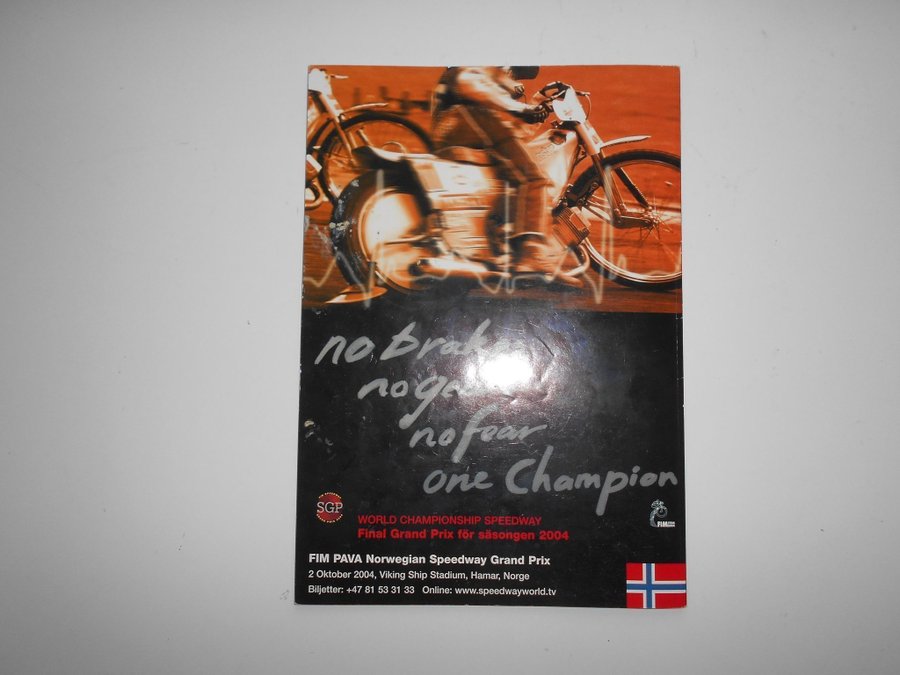 no
no
no fear
one Champion
SGP
WORLD CHAMPIONSHIP SPEEDWAY
Final Grand Prix för säsongen 2004
FIM
FIM PAVA Norwegian Speedway Grand Prix
2 Oktober 2004, Viking Ship Stadium, Hamar, Norge
Biljetter: +47 81 53 31 33 Online: www.speedwayworld.tv